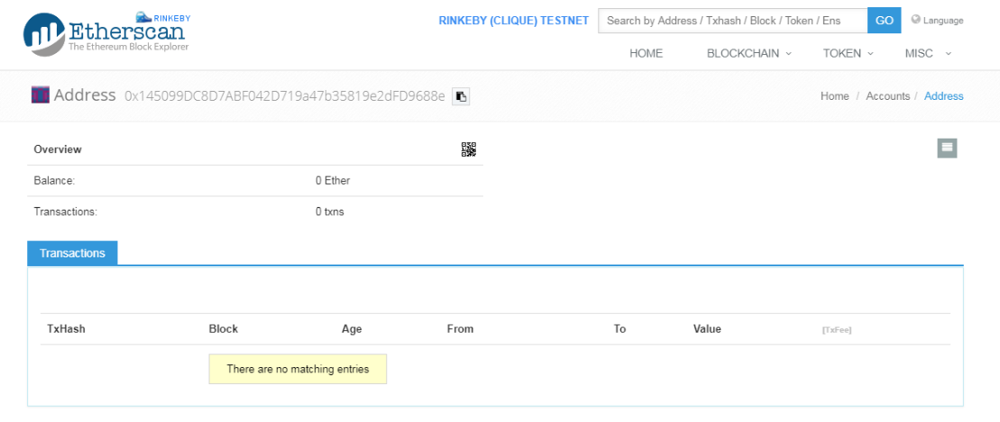 RINKEBY
Etherscan
The Ethereum Block Explorer
RINKEBY (CLIQUE) TESTNET Search by Address / Txhash / Block / Token / Ens GO Language
HOME BLOCKCHAIN TOKEN MISC
Address 0x145099DC8D7ABF042D719a47b35819e2dFD9688e Home / Accounts / Address
Overview
Balance: 0 Ether
Transactions: 0 txns
Transactions
TxHash Block Age From To Value [TxFee]
There are no matching entries